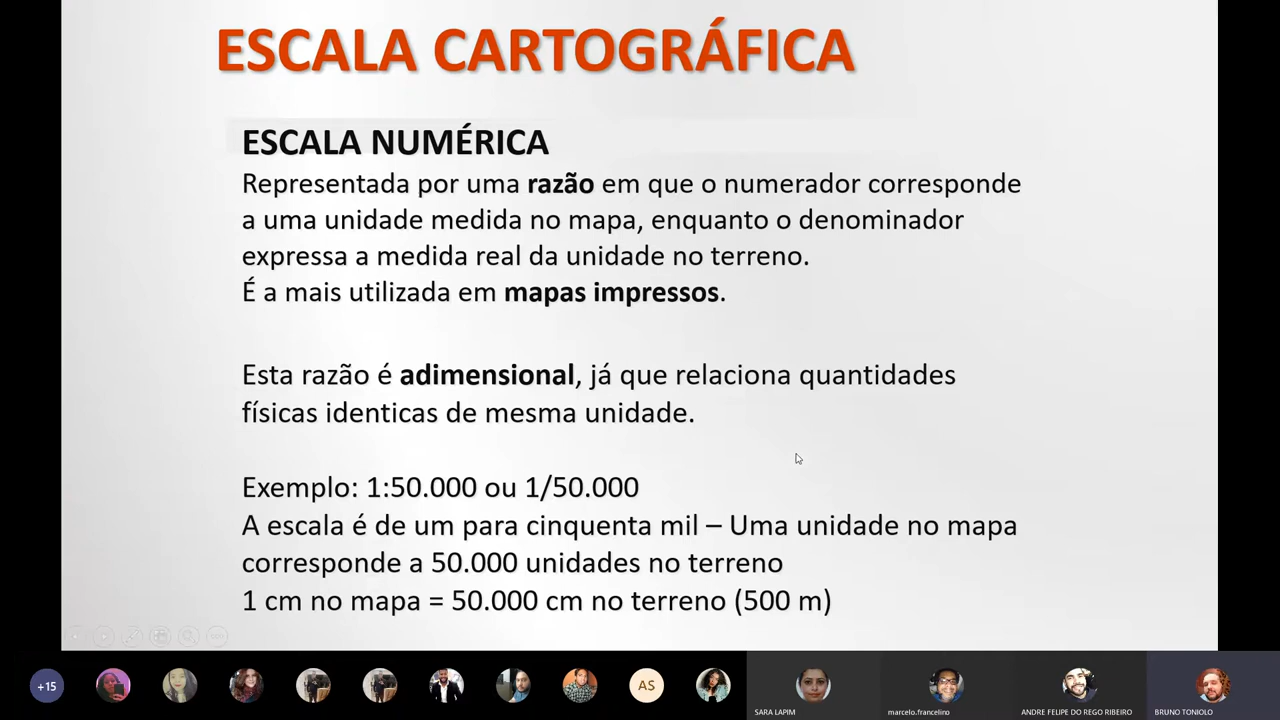 ESCALA CARTOGRÁFICA
ESCALA NUMÉRICA
Representada por uma razão em que o numerador corresponde
a uma unidade medida no mapa, enquanto o denominador
expressa a medida real da unidade no terreno.
É a mais utilizada em mapas impressos.
Esta razão é adimensional, já que relaciona quantidades
físicas identicas de mesma unidade.
Exemplo: 1:50.000 ou 1/50.000
A escala é de um para cinquenta mil – Uma unidade no mapa
corresponde a 50.000 unidades no terreno
1 cm no mapa = 50.000 cm no terreno (500 m)
+15
AS
SARA LAPIM
marcelo.francelino
ANDRE FELIPE DO REGO RIBEIRO
BRUNO TONIOLO